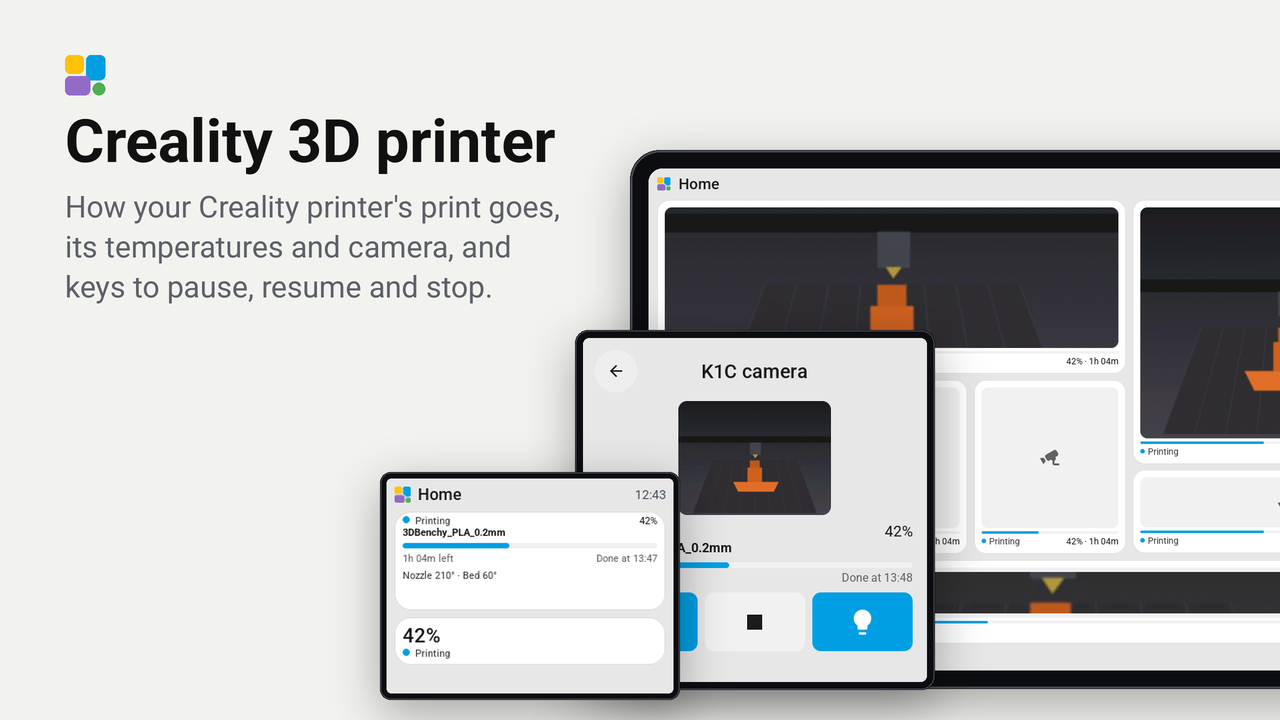 Creality 3D printer
How your Creality printer's print goes,
its temperatures and camera, and
keys to pause, resume and stop.
Home
42% · 1h 04m
Printing
h 04m
Printing
42% · 1h 04m
Printing
K1C camera
42%
A_0.2mm
Done at 13:48
Home
12:43
Printing
42%
3DBenchy_PLA_0.2mm
1h 04m left
Done at 13:47
Nozzle 210° · Bed 60°
42%
Printing